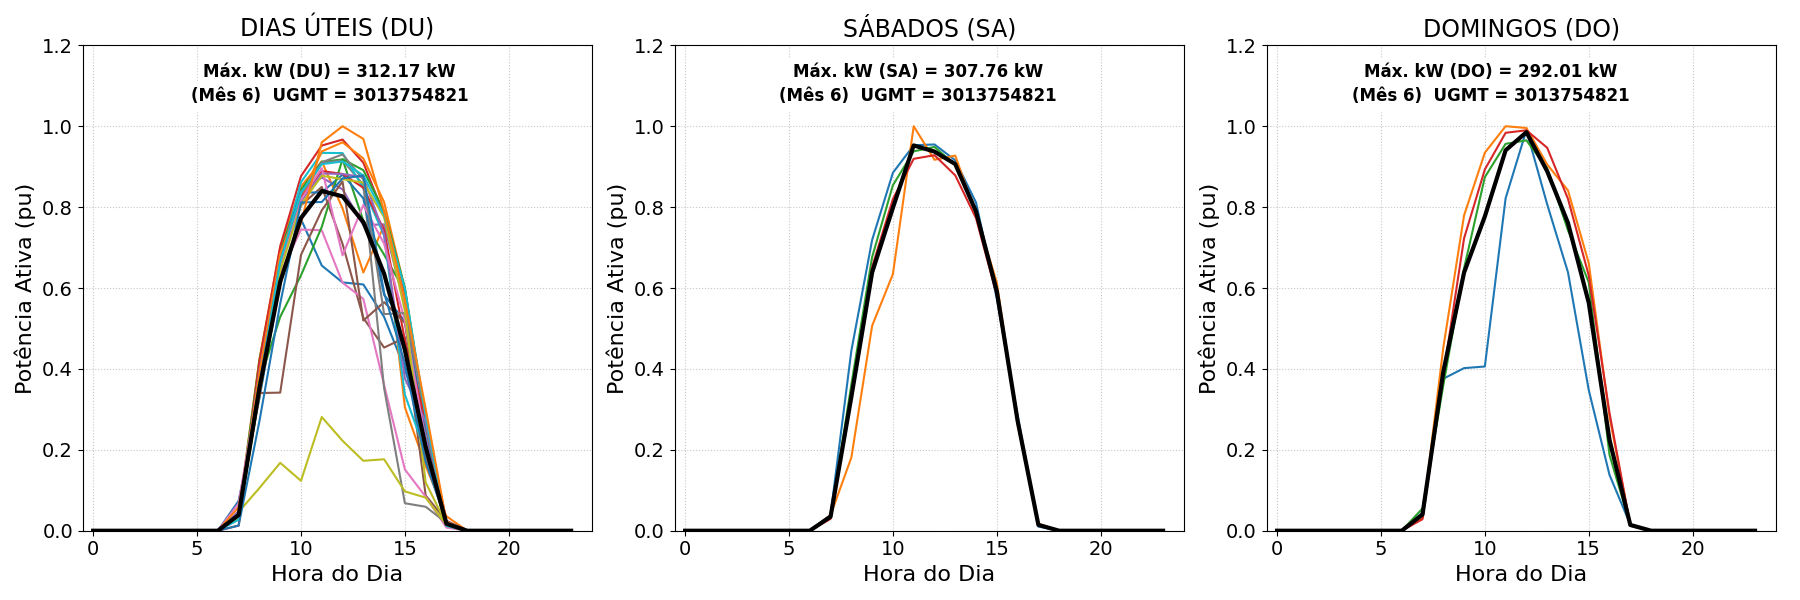 DIAS ÚTEIS (DU)
Máx. kW (DU) = 312.17 kW
(Mês 6)  UGMT = 3013754821
Potência Ativa (pu)
1.2
1.0
0.8
0.6
0.4
0.2
0.0
0 5 10 15 20
Hora do Dia
SÁBADOS (SA)
Máx. kW (SA) = 307.76 kW
(Mês 6)  UGMT = 3013754821
Potência Ativa (pu)
1.2
1.0
0.8
0.6
0.4
0.2
0.0
0 5 10 15 20
Hora do Dia
DOMINGOS (DO)
Máx. kW (DO) = 292.01 kW
(Mês 6)  UGMT = 3013754821
Potência Ativa (pu)
1.2
1.0
0.8
0.6
0.4
0.2
0.0
0 5 10 15 20
Hora do Dia